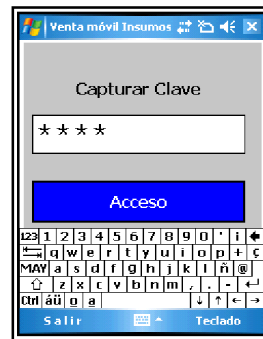 Venta móvil Insumos
Capturar Clave
****
Acceso
123 1 2 3 4 5 6 7 8 9 0 ' ¡
q w e r t y u i o p + ç
MAY a s d f g h j k l ñ @
z x c v b n m , . -
Ctrl áü º ª ↓ ↑ ← →
Salir Teclado